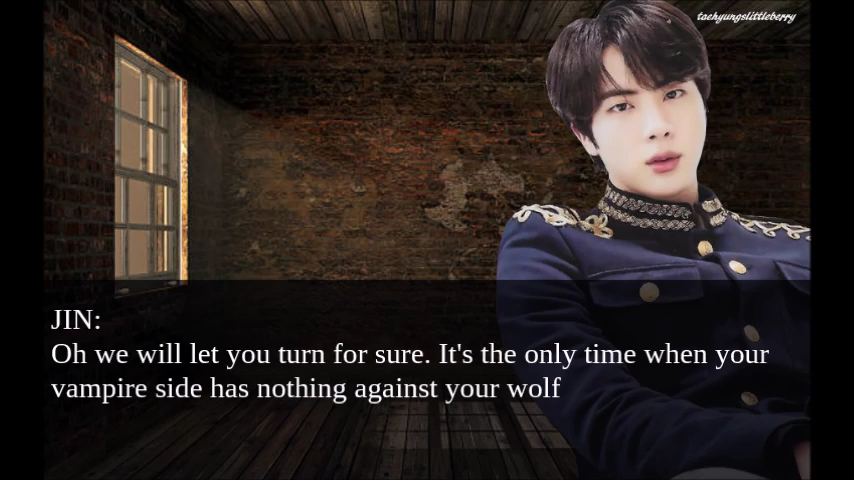 taehyungslittleberry
JIN:
Oh we will let you turn for sure. It's the only time when your
vampire side has nothing against your wolf